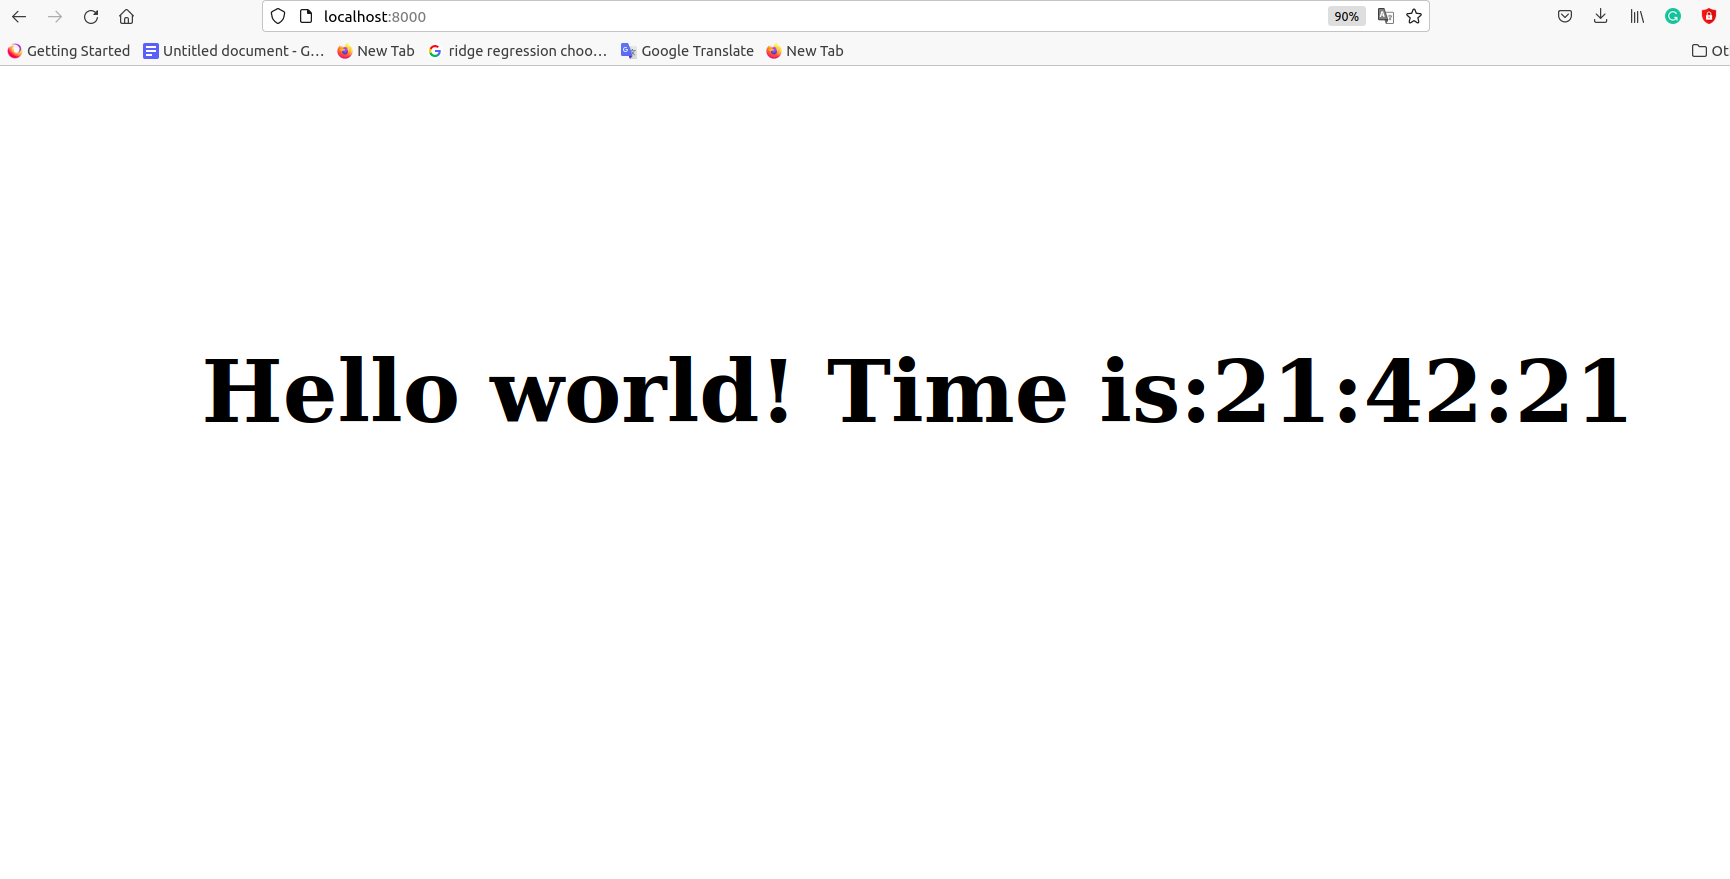 localhost:8000 90%
Getting Started Untitled document - G... New Tab ridge regression choo... Google Translate New Tab Ot
Hello world! Time is:21:42:21